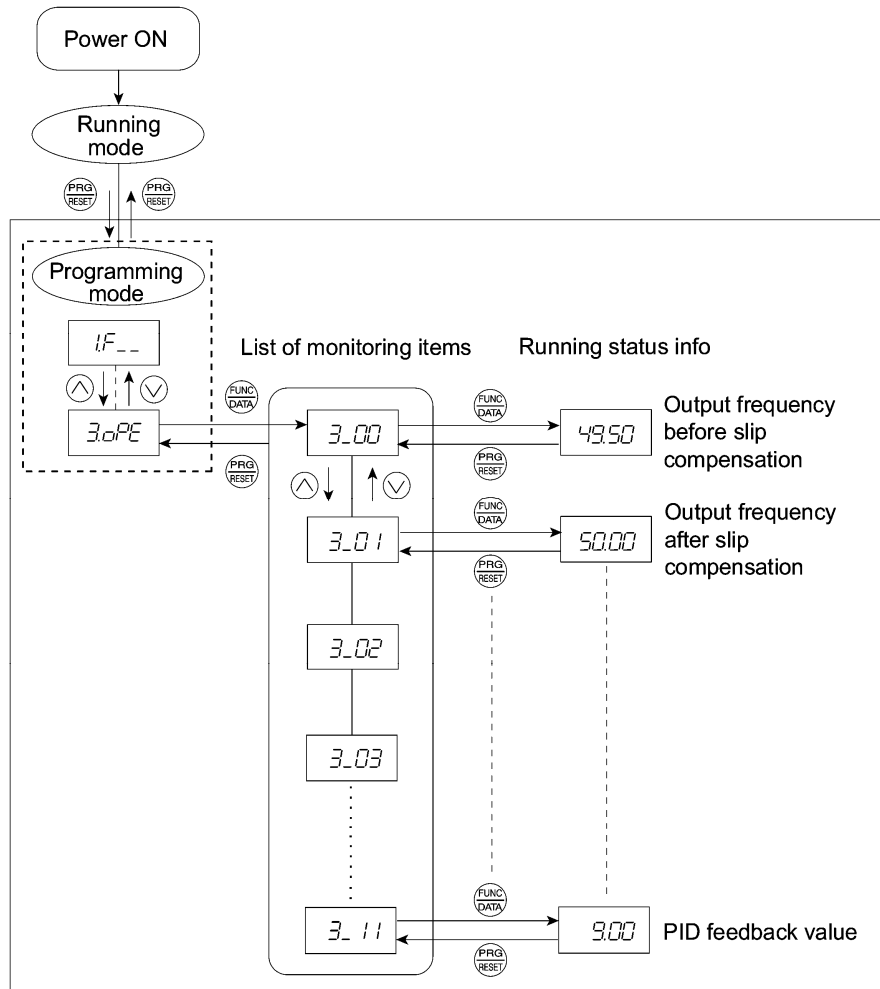 Power ON
Running
mode
PRG
RESET
PRG
RESET
Programming
mode
1.F_ _
3.oPE
List of monitoring items
Running status info
FUNC
DATA
PRG
RESET
3_00
FUNC
DATA
PRG
RESET
49.50
Output frequency
before slip
compensation
3_01
FUNC
DATA
PRG
RESET
50.00
Output frequency
after slip
compensation
3_02
3_03
3_11
FUNC
DATA
PRG
RESET
9.00
PID feedback value